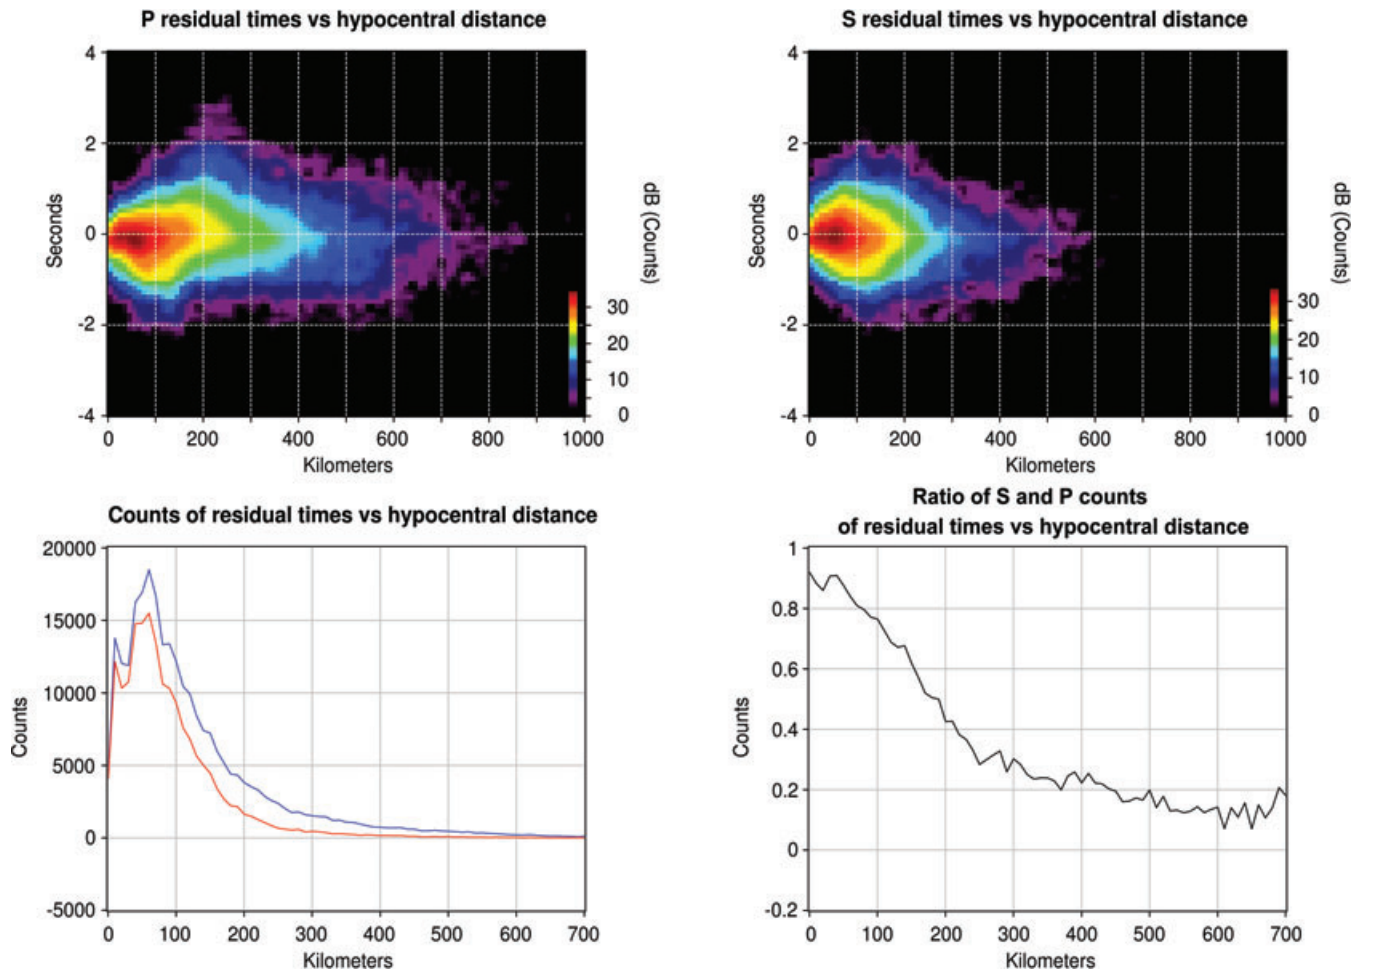 P residual times vs hypocentral distance
4
2
0
-2
-4
Seconds
0 200 400 600 800 1000
Kilometers
dB (Counts)
30
20
10
0
S residual times vs hypocentral distance
4
2
0
-2
-4
Seconds
0 200 400 600 800 1000
Kilometers
dB (Counts)
30
20
10
0
Counts of residual times vs hypocentral distance
20000
15000
10000
5000
0
-5000
Counts
0 100 200 300 400 500 600 700
Kilometers
Ratio of S and P counts
of residual times vs hypocentral distance
1
0.8
0.6
0.4
0.2
0
-0.2
Counts
0 100 200 300 400 500 600 700
Kilometers